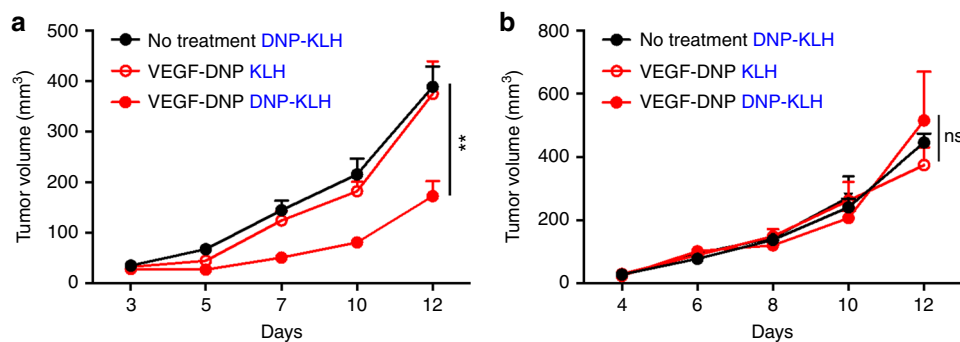 a
Tumor volume (mm³)
500
400
300
200
100
0
No treatment DNP-KLH
VEGF-DNP KLH
VEGF-DNP DNP-KLH
**
3 5 7 10 12
Days
b
Tumor volume (mm³)
800
600
400
200
0
No treatment DNP-KLH
VEGF-DNP KLH
VEGF-DNP DNP-KLH
ns
4 6 8 10 12
Days